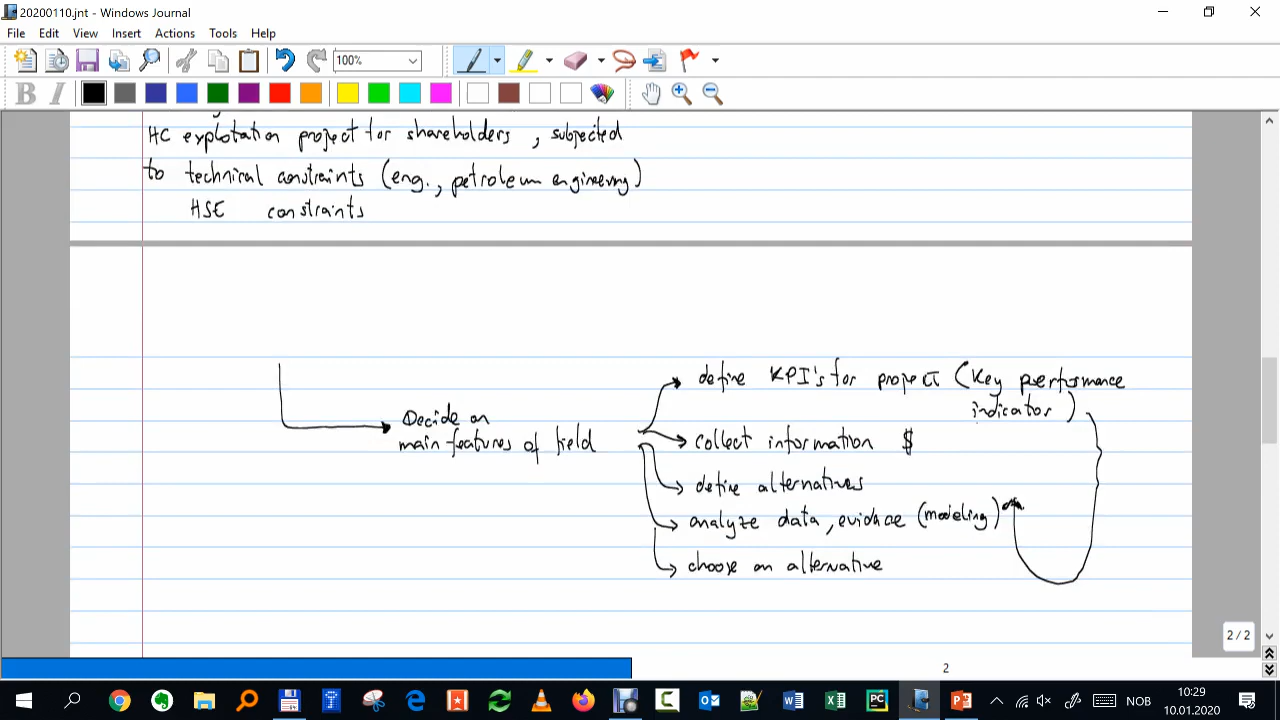 20200110.jnt - Windows Journal
File Edit View Insert Actions Tools Help
100%
B I
HC explotation project for shareholders , subjected
to technical constraints (eng., petroleum engineering)
HSE constraints
Decide on
main features of field
define KPI's for project (Key performance
indicator)
collect information $
define alternatives
analyze data, evidence (modeling)
choose an alternative
2 / 2
2
NOB
10:29
10.01.2020